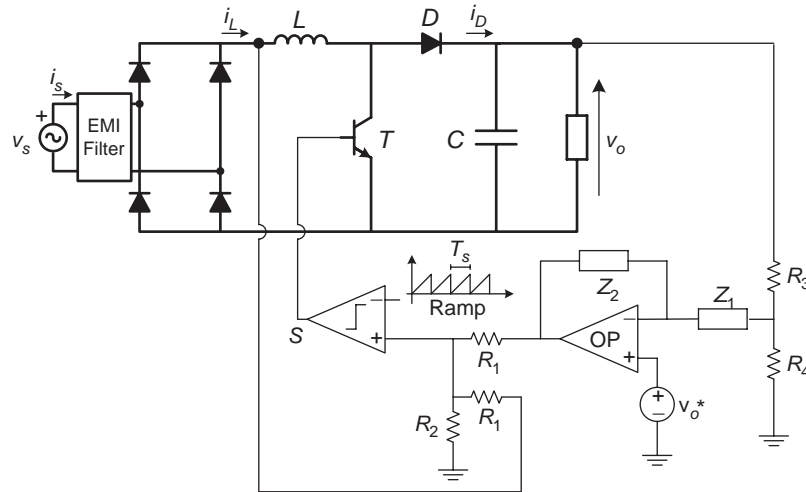 i_L
L
D
i_D
i_s
+
v_s
EMI
Filter
T
C
v_o
T_s
Ramp
S
−
+
R_1
Z_2
OP
−
+
Z_1
R_3
R_4
R_2
R_1
+
−
v_o*